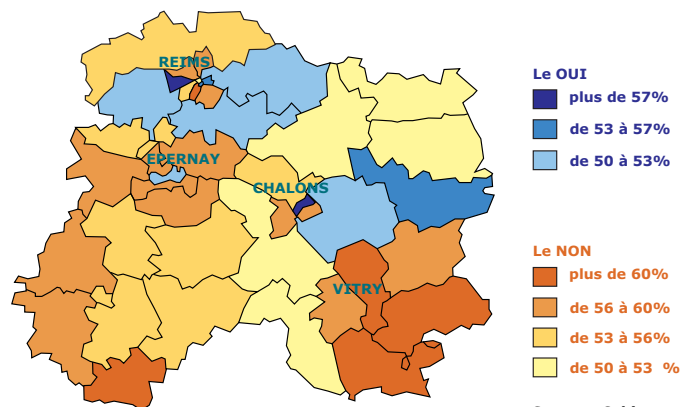 REIMS
EPERNAY
CHALONS
VITRY
Le OUI
plus de 57%
de 53 à 57%
de 50 à 53%
Le NON
plus de 60%
de 56 à 60%
de 53 à 56%
de 50 à 53 %